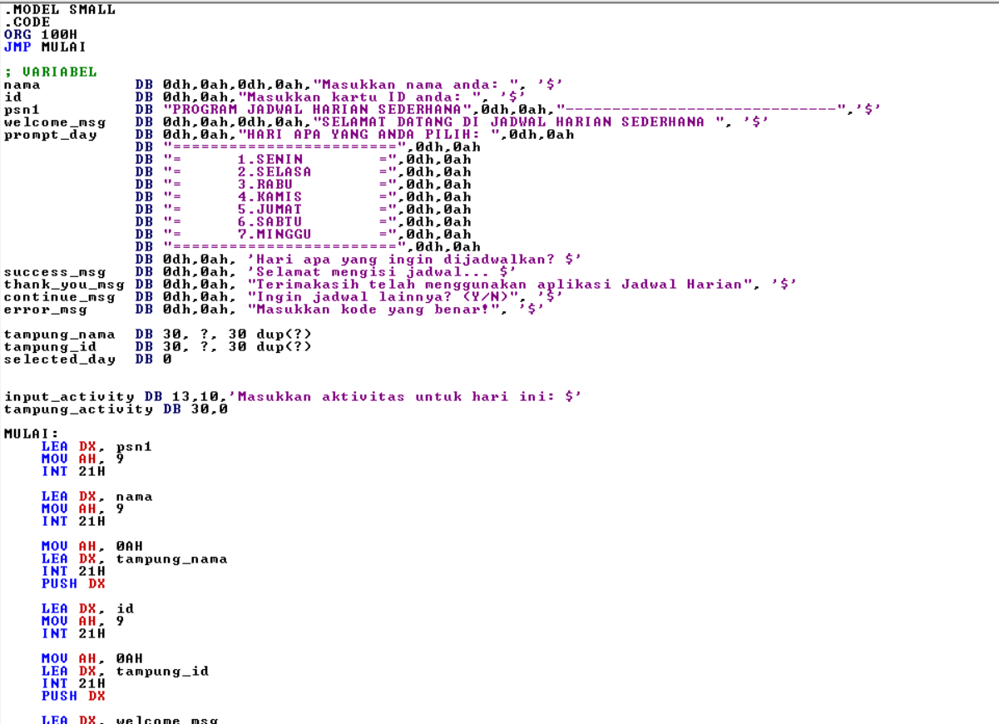 .MODEL SMALL
.CODE
ORG 100H
JMP MULAI
; VARIABEL
nama DB 0dh,0ah,0dh,0ah,"Masukkan nama anda: ", '$'
id DB 0dh,0ah,"Masukkan kartu ID anda: ", '$'
psn1 DB "PROGRAM JADWAL HARIAN SEDERHANA",0dh,0ah,"-----------------------------",'$'
welcome_msg DB 0dh,0ah,0dh,0ah,"SELAMAT DATANG DI JADWAL HARIAN SEDERHANA ", '$'
prompt_day DB 0dh,0ah,"HARI APA YANG ANDA PILIH: ",0dh,0ah
DB "========================",0dh,0ah
DB "=      1.SENIN        =",0dh,0ah
DB "=      2.SELASA       =",0dh,0ah
DB "=      3.RABU         =",0dh,0ah
DB "=      4.KAMIS        =",0dh,0ah
DB "=      5.JUMAT        =",0dh,0ah
DB "=      6.SABTU        =",0dh,0ah
DB "=      7.MINGGU       =",0dh,0ah
DB "========================",0dh,0ah
DB 0dh,0ah, 'Hari apa yang ingin dijadwalkan? $'
success_msg DB 0dh,0ah, 'Selamat mengisi jadwal... $'
thank_you_msg DB 0dh,0ah, "Terimakasih telah menggunakan aplikasi Jadwal Harian", '$'
continue_msg DB 0dh,0ah, "Ingin jadwal lainnya? (Y/N)", '$'
error_msg DB 0dh,0ah, "Masukkan kode yang benar!", '$'
tampung_nama DB 30, ?, 30 dup(?)
tampung_id DB 30, ?, 30 dup(?)
selected_day DB 0
input_activity DB 13,10,'Masukkan aktivitas untuk hari ini: $'
tampung_activity DB 30,0
MULAI:
LEA DX, psn1
MOV AH, 9
INT 21H
LEA DX, nama
MOV AH, 9
INT 21H
MOV AH, 0AH
LEA DX, tampung_nama
INT 21H
PUSH DX
LEA DX, id
MOV AH, 9
INT 21H
MOV AH, 0AH
LEA DX, tampung_id
INT 21H
PUSH DX
LEA DX, welcome_msg